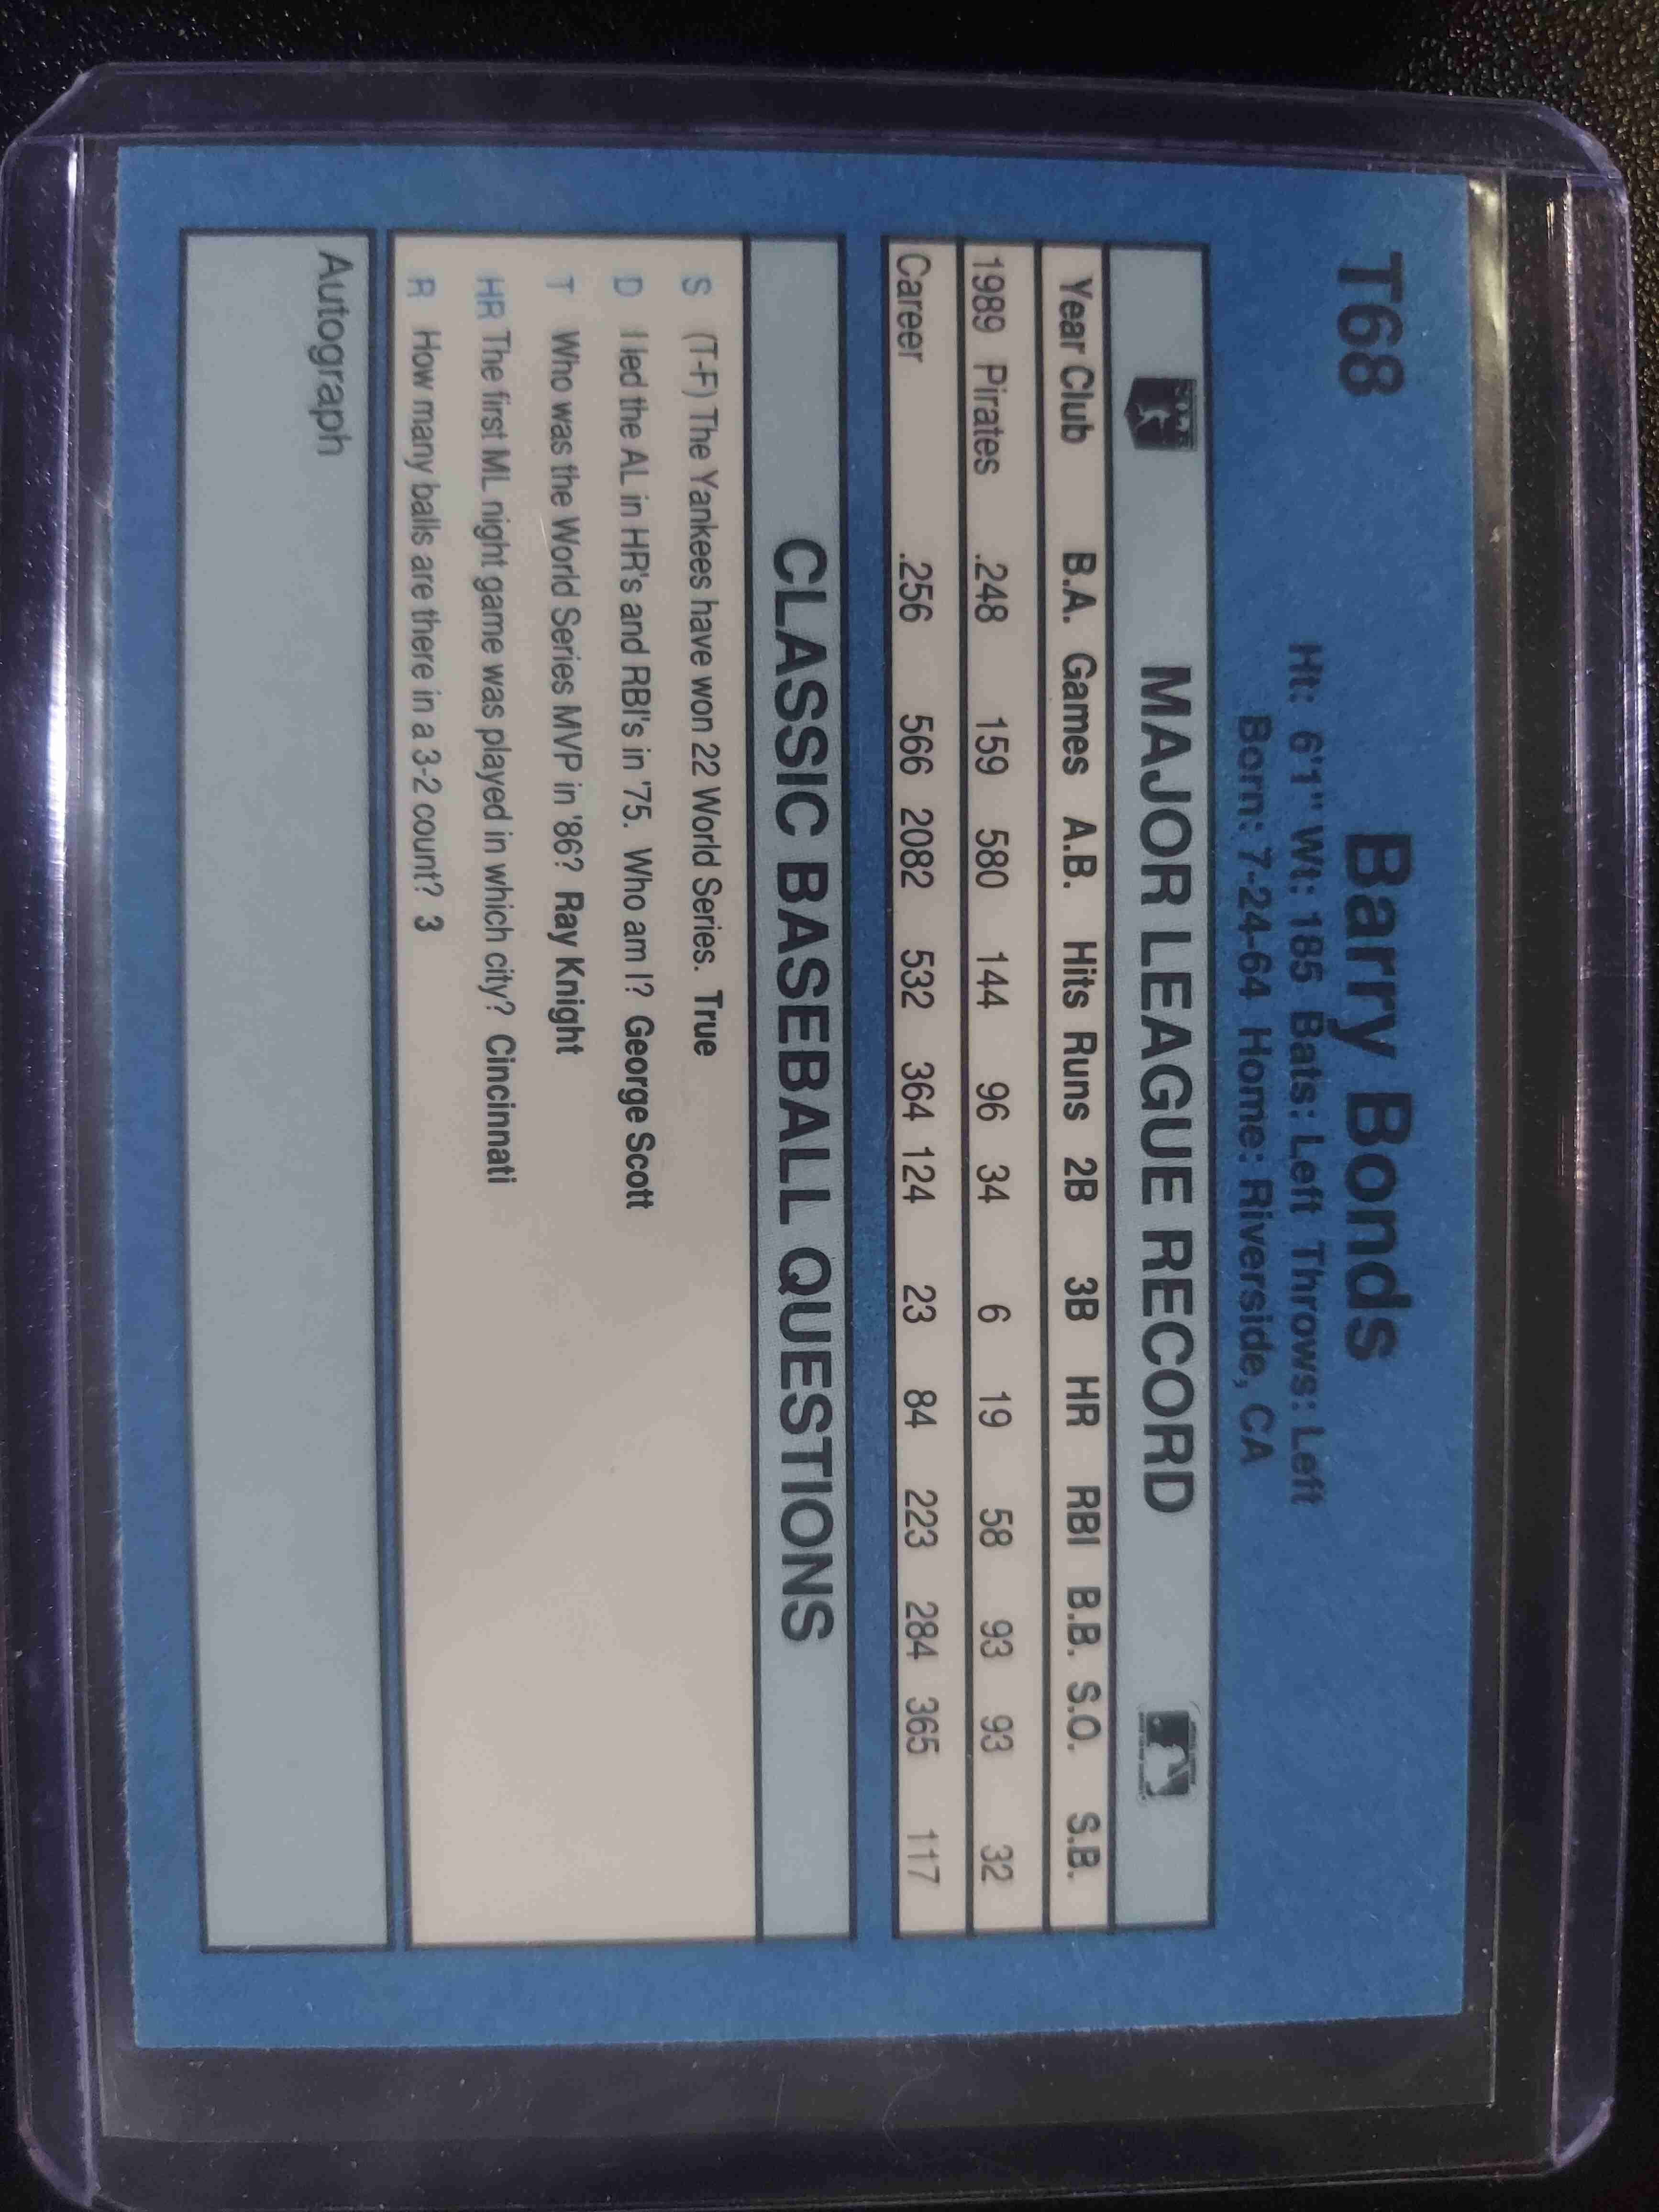 T68
Barry Bonds
Ht: 6'1" Wt: 185 Bats: Left Throws: Left
Born: 7-24-64 Home: Riverside, CA
MAJOR LEAGUE RECORD
Year Club B.A. Games A.B. Hits Runs 2B 3B HR RBI B.B. S.O. S.B.
1989 Pirates .248 159 580 144 96 34 6 19 58 93 93 32
Career .256 566 2082 532 364 124 23 84 223 284 365 117
CLASSIC BASEBALL QUESTIONS
S (T-F) The Yankees have won 22 World Series. True
D I led the AL in HR's and RBI's in '75. Who am I? George Scott
T Who was the World Series MVP in '86? Ray Knight
HR The first ML night game was played in which city? Cincinnati
R How many balls are there in a 3-2 count? 3
Autograph